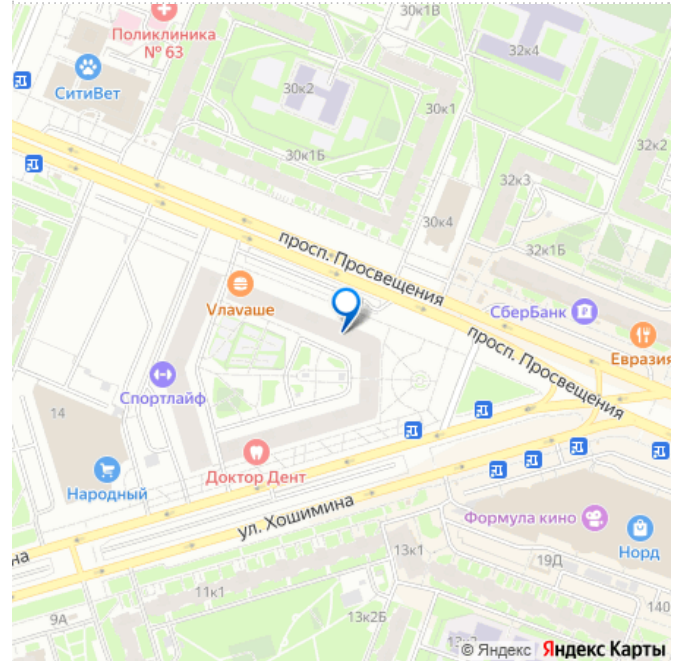 30к1В
Поликлиника
№ 63
32к4
СитиВет
30к2
30к1
32к2
30к1Б
32к3
30к4
просп. Просвещения
32к1Б
Vлаvаше
СберБанк
Евразия
просп. Просвещения
Спортлайф
14
Доктор Дент
Народный
ул. Хошимина
Формула кино
Норд
на
13к1
19Д
11к1
140
9А
13к2Б
© Яндекс Яндекс Карты